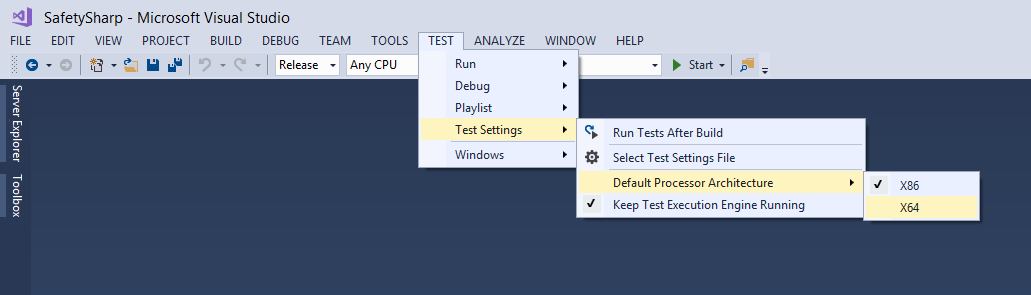 SafetySharp - Microsoft Visual Studio
FILE EDIT VIEW PROJECT BUILD DEBUG TEAM TOOLS TEST ANALYZE WINDOW HELP
Release Any CPU Start
Run
Debug
Playlist
Test Settings
Windows
Run Tests After Build
Select Test Settings File
Default Processor Architecture
Keep Test Execution Engine Running
X86
X64
Server Explorer
Toolbox